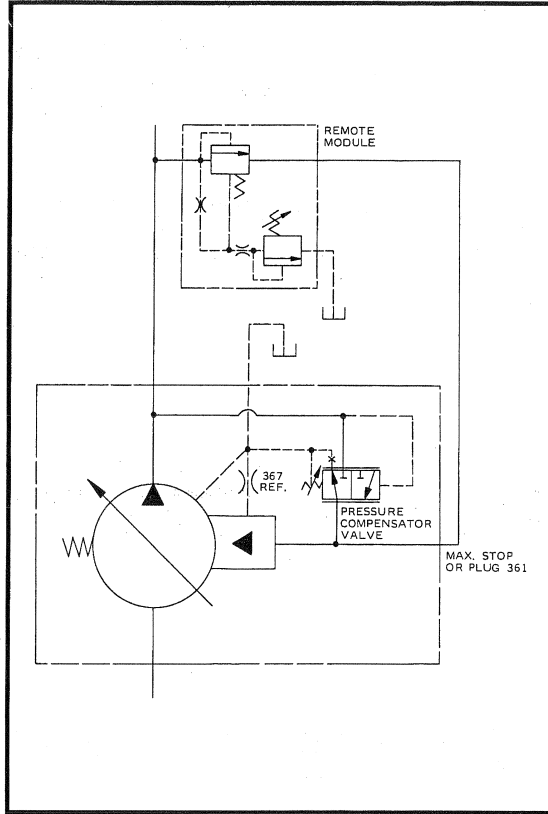 REMOTE
MODULE
367
REF.
PRESSURE
COMPENSATOR
VALVE
MAX. STOP
OR PLUG 361